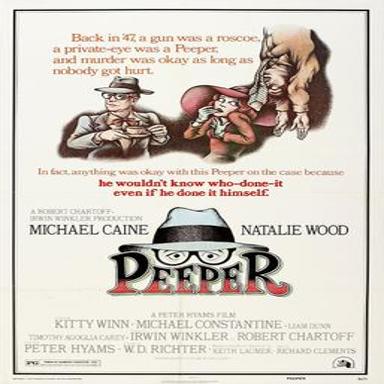 Back in '47, a gun was a roscoe,
a private-eye was a Peeper,
and murder was okay as long as
nobody got hurt.
In fact, anything was okay with this Peeper on the case because
he wouldn't know who-done-it
even if he done it himself.
A ROBERT CHARTOFF-
IRWIN WINKLER PRODUCTION
MICHAEL CAINE NATALIE WOOD
PEEPER
A PETER HYAMS FILM
KITTY WINN · MICHAEL CONSTANTINE · LIAM DUNN
TIMOTHY AGOGLIA CAREY · IRWIN WINKLER ROBERT CHARTOFF
PETER HYAMS · W.D. RICHTER · KEITH LAUMER · RICHARD CLEMENTS
PG
PEEPER